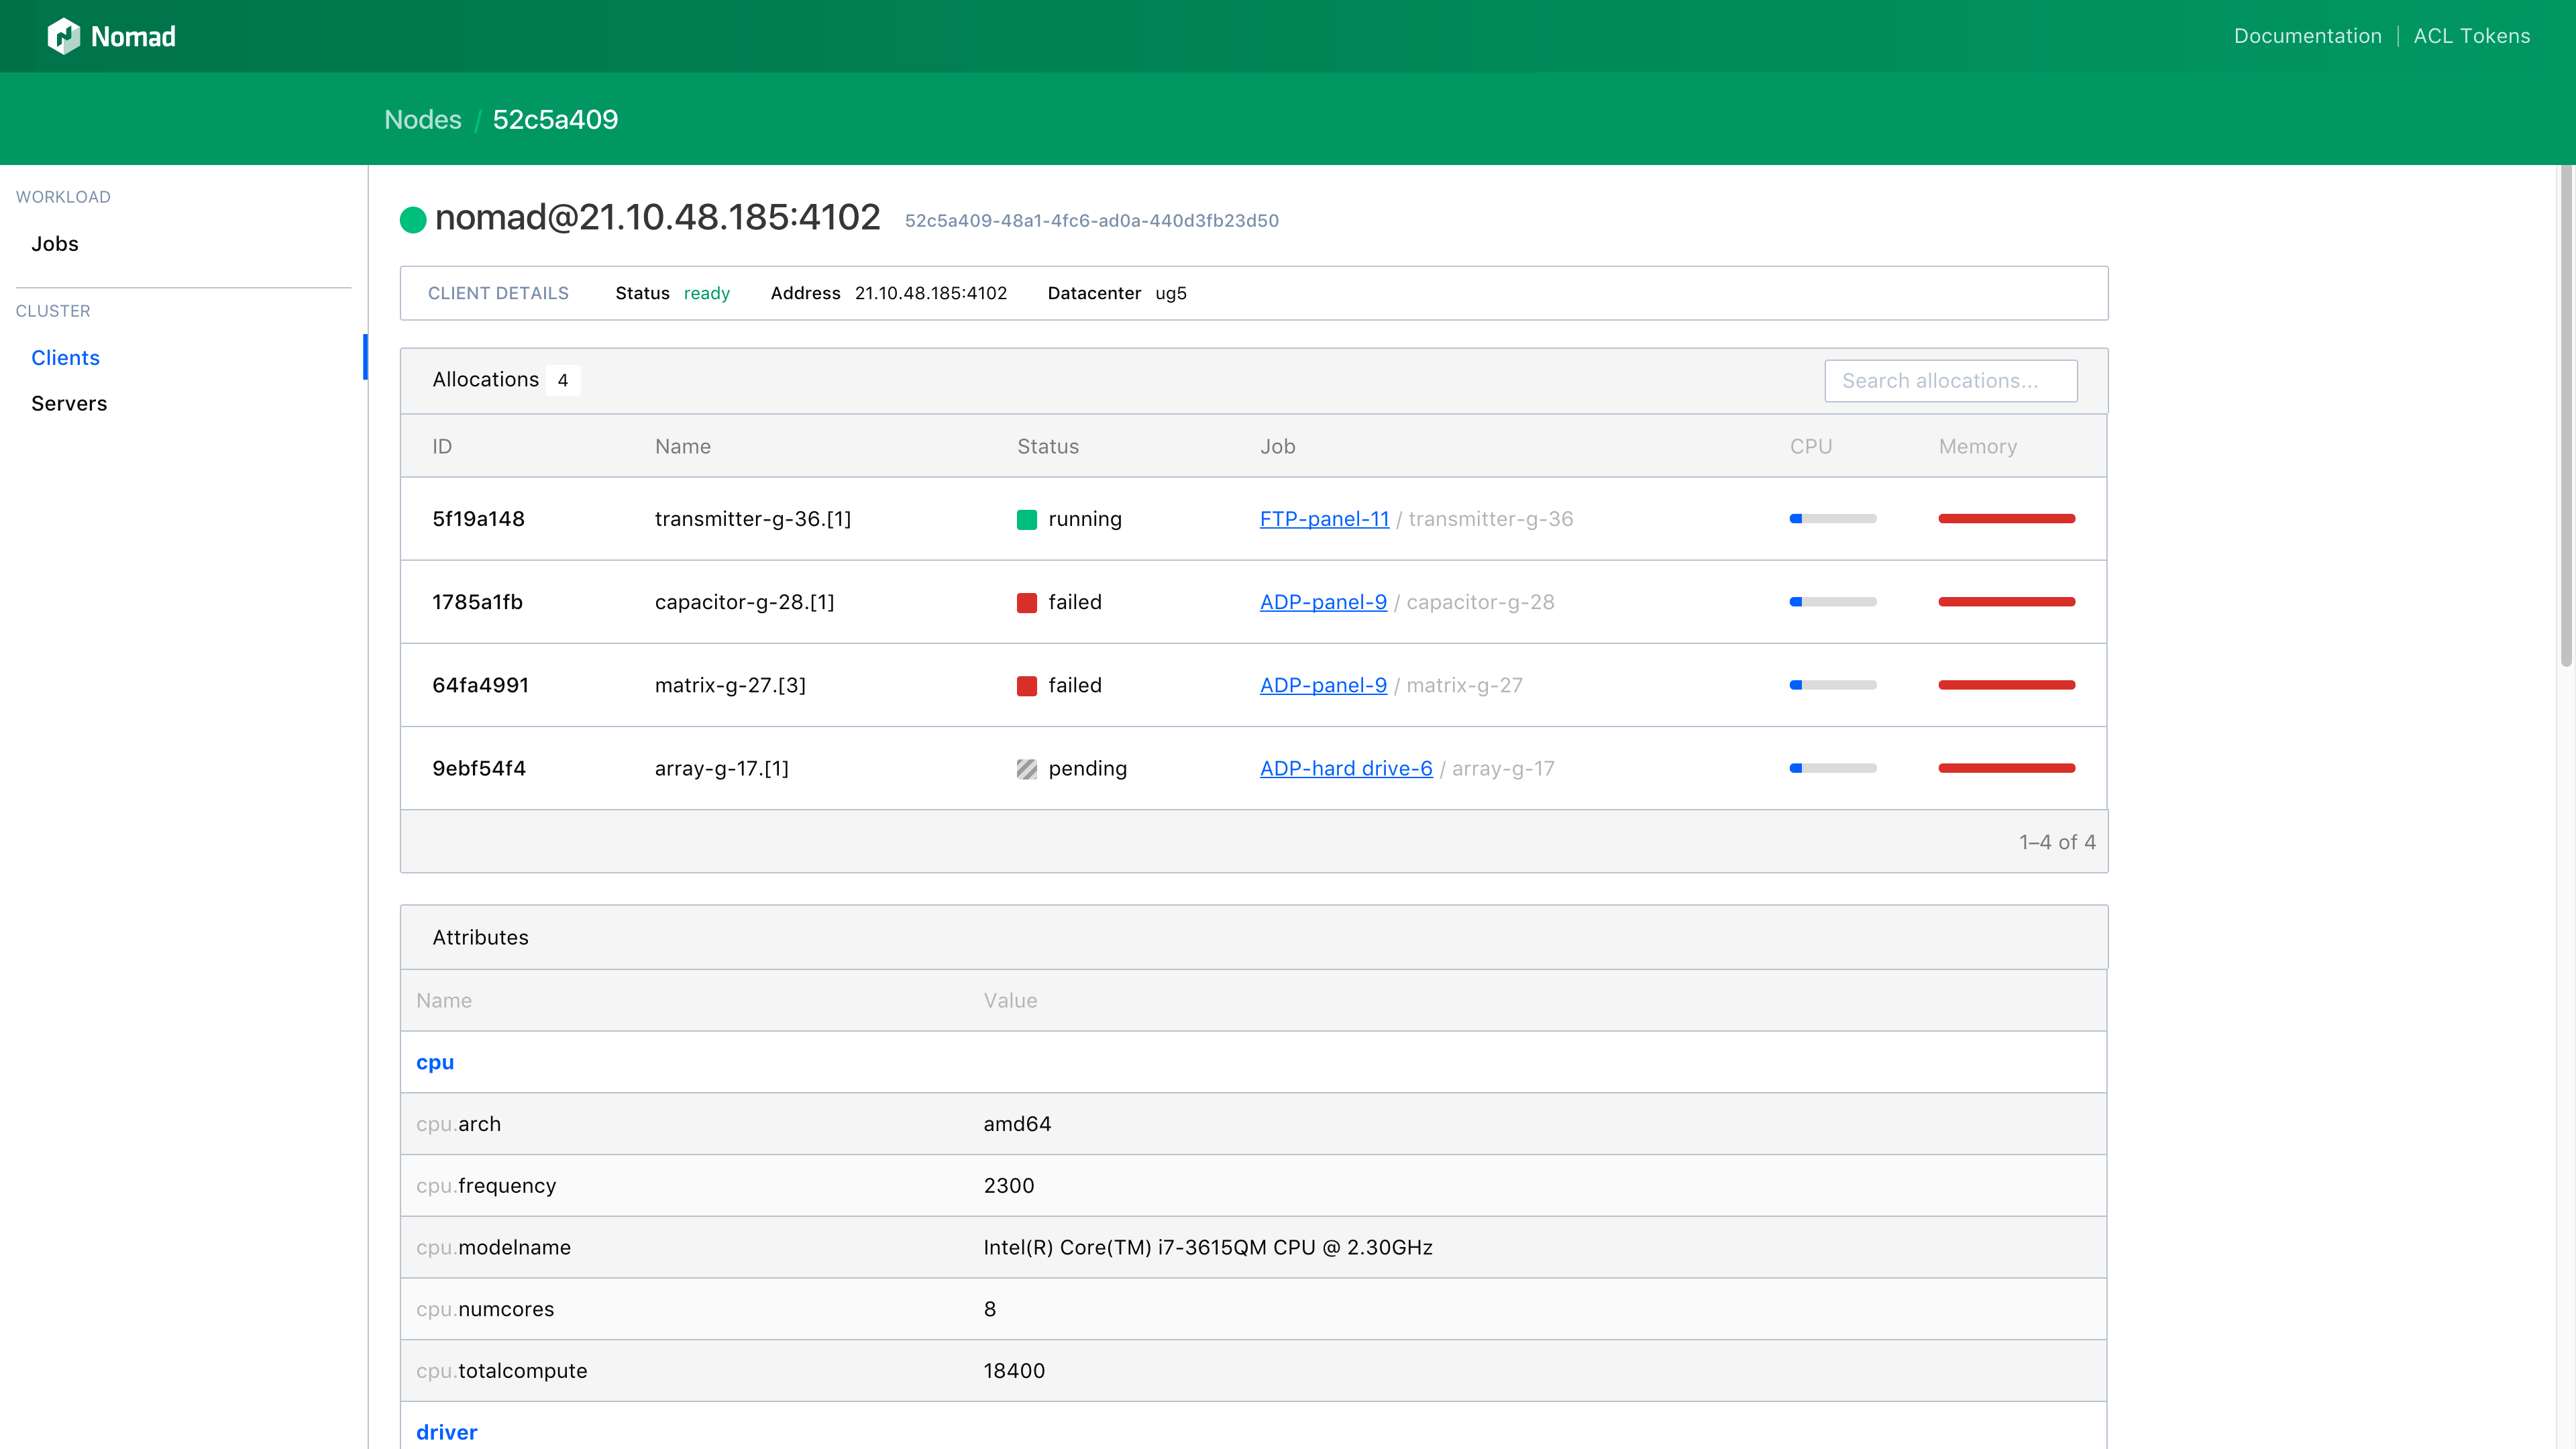 Nomad
Documentation | ACL Tokens
Nodes / 52c5a409
WORKLOAD
Jobs
CLUSTER
Clients
Servers
nomad@21.10.48.185:4102 52c5a409-48a1-4fc6-ad0a-440d3fb23d50
CLIENT DETAILS Status ready Address 21.10.48.185:4102 Datacenter ug5
Allocations 4 Search allocations...
ID Name Status Job CPU Memory
5f19a148 transmitter-g-36.[1] running FTP-panel-11 / transmitter-g-36
1785a1fb capacitor-g-28.[1] failed ADP-panel-9 / capacitor-g-28
64fa4991 matrix-g-27.[3] failed ADP-panel-9 / matrix-g-27
9ebf54f4 array-g-17.[1] pending ADP-hard drive-6 / array-g-17
1–4 of 4
Attributes
Name Value
cpu
cpu.arch amd64
cpu.frequency 2300
cpu.modelname Intel(R) Core(TM) i7-3615QM CPU @ 2.30GHz
cpu.numcores 8
cpu.totalcompute 18400
driver